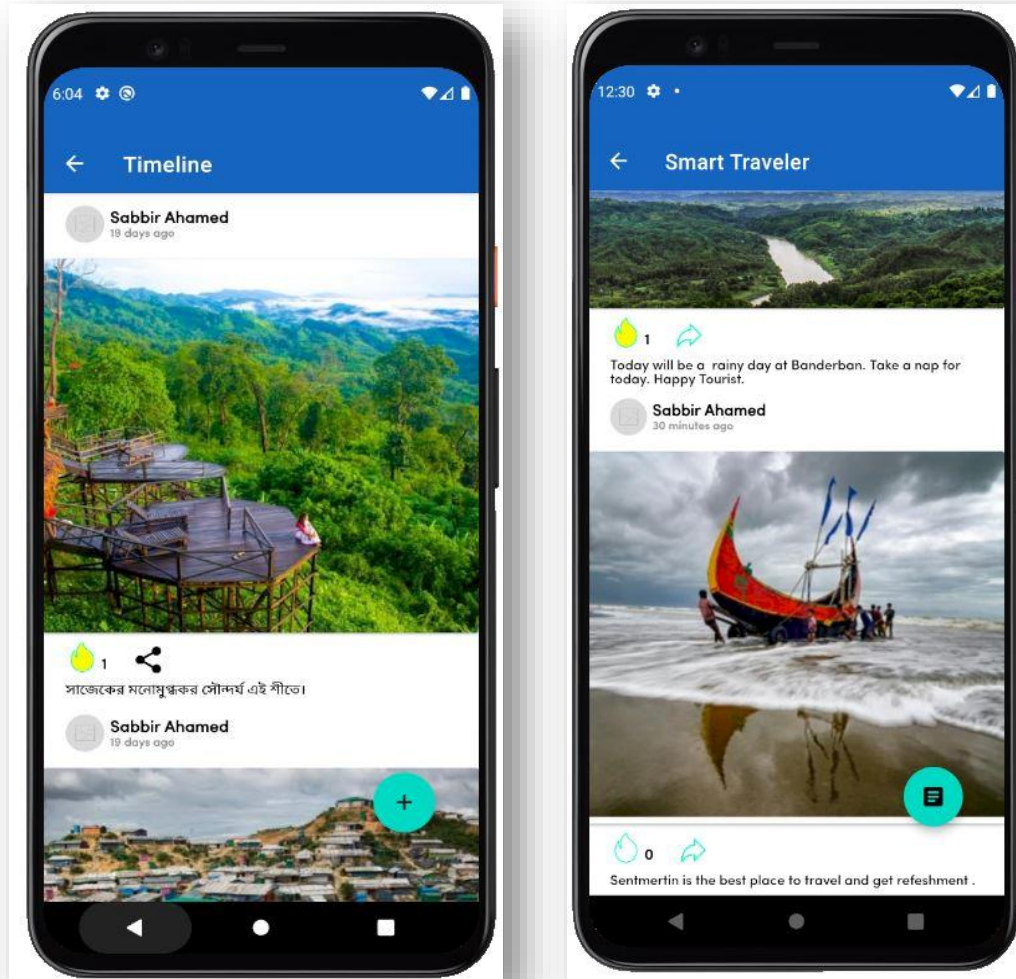 6:04
Timeline
Sabbir Ahamed
19 days ago
1
সাজেকের মনোমুগ্ধকর সৌন্দর্য এই শীতে।
Sabbir Ahamed
19 days ago
12:30
Smart Traveler
1
Today will be a rainy day at Banderban. Take a nap for
today. Happy Tourist.
Sabbir Ahamed
30 minutes ago
0
Sentmertin is the best place to travel and get refeshment .